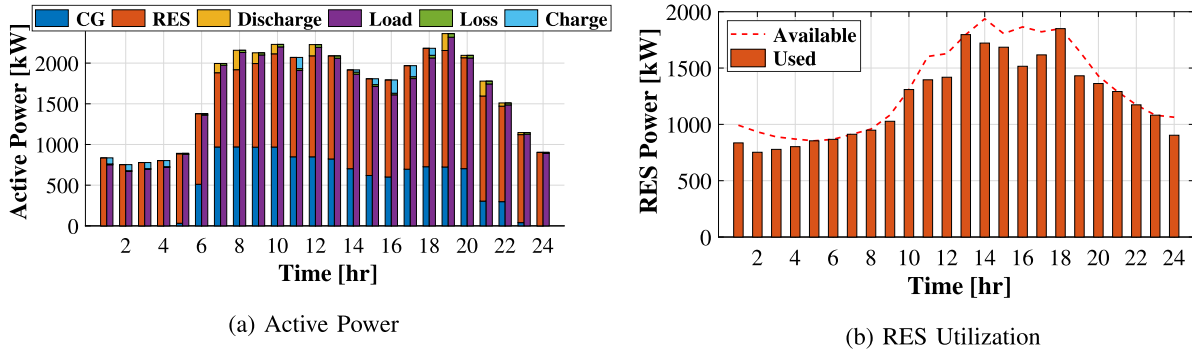 CG RES Discharge Load Loss Charge
Active Power [kW]
2000
1500
1000
500
0
2 4 6 8 10 12 14 16 18 20 22 24
Time [hr]
(a) Active Power
RES Power [kW]
2000
1500
1000
500
0
Available
Used
2 4 6 8 10 12 14 16 18 20 22 24
Time [hr]
(b) RES Utilization